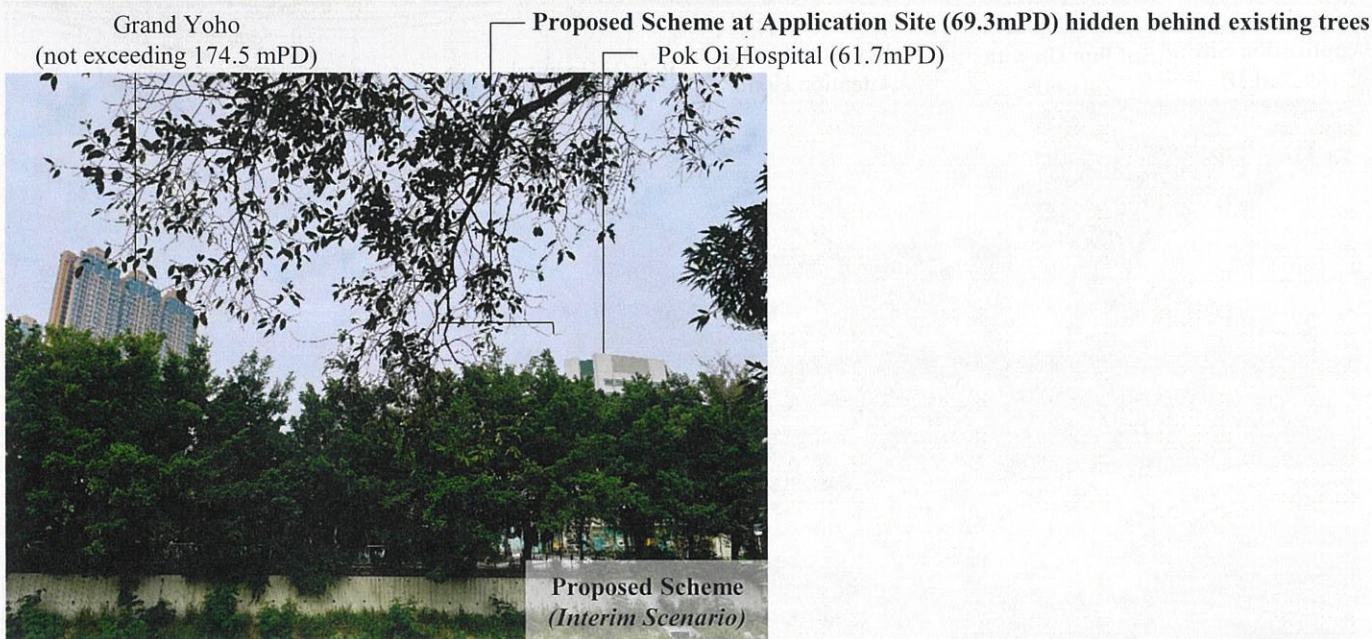 Grand Yoho
(not exceeding 174.5 mPD)
Proposed Scheme at Application Site (69.3mPD) hidden behind existing trees
Pok Oi Hospital (61.7mPD)
Proposed Scheme
(Interim Scenario)